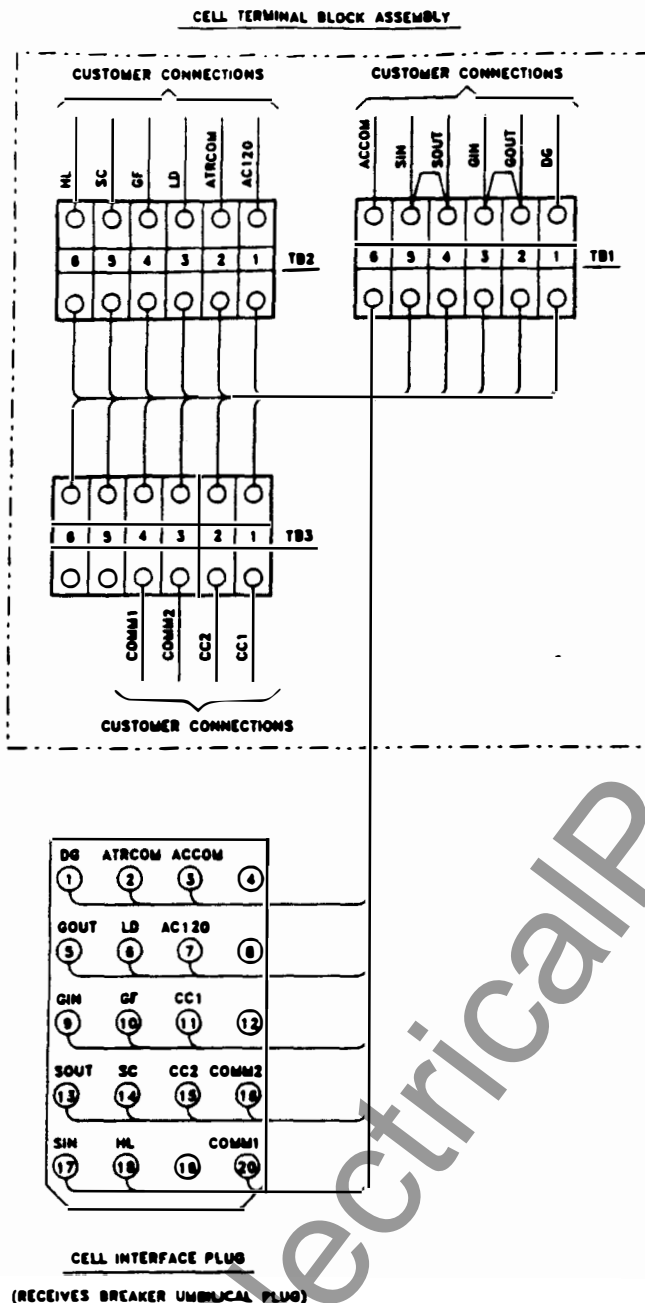 CELL TERMINAL BLOCK ASSEMBLY
CUSTOMER CONNECTIONS
HL SC GF LD ATRCOM AC120
6 5 4 3 2 1 TB2
CUSTOMER CONNECTIONS
ACCOM SIN SOUT GIN GOUT DG
6 5 4 3 2 1 TB1
6 5 4 3 2 1 TB3
COMM1 COMM2 CC2 CC1
CUSTOMER CONNECTIONS
DG ATRCOM ACCOM
1 2 3 4
GOUT LD AC120
5 6 7 8
GIN GF CC1
9 10 11 12
SOUT SC CC2 COMM2
13 14 15 16
SIN HL COMM1
17 18 19 20
CELL INTERFACE PLUG
(RECEIVES BREAKER UMBILICAL PLUG)
lectricalP